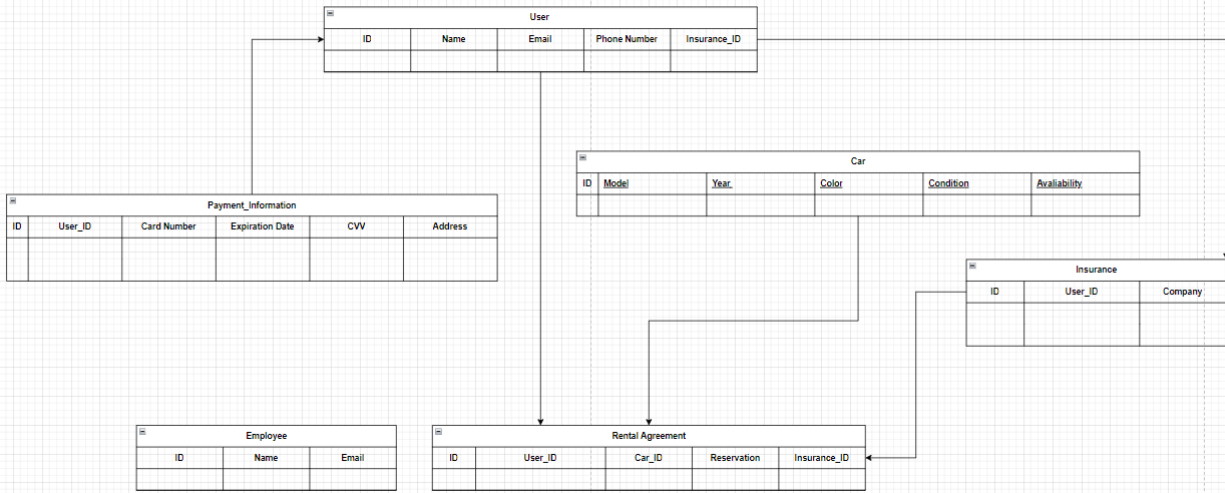 User
ID Name Email Phone Number Insurance_ID
Car
ID Model Year Color Condition Avaliability
Payment_Information
ID User_ID Card Number Expiration Date CVV Address
Insurance
ID User_ID Company
Employee
ID Name Email
Rental Agreement
ID User_ID Car_ID Reservation Insurance_ID